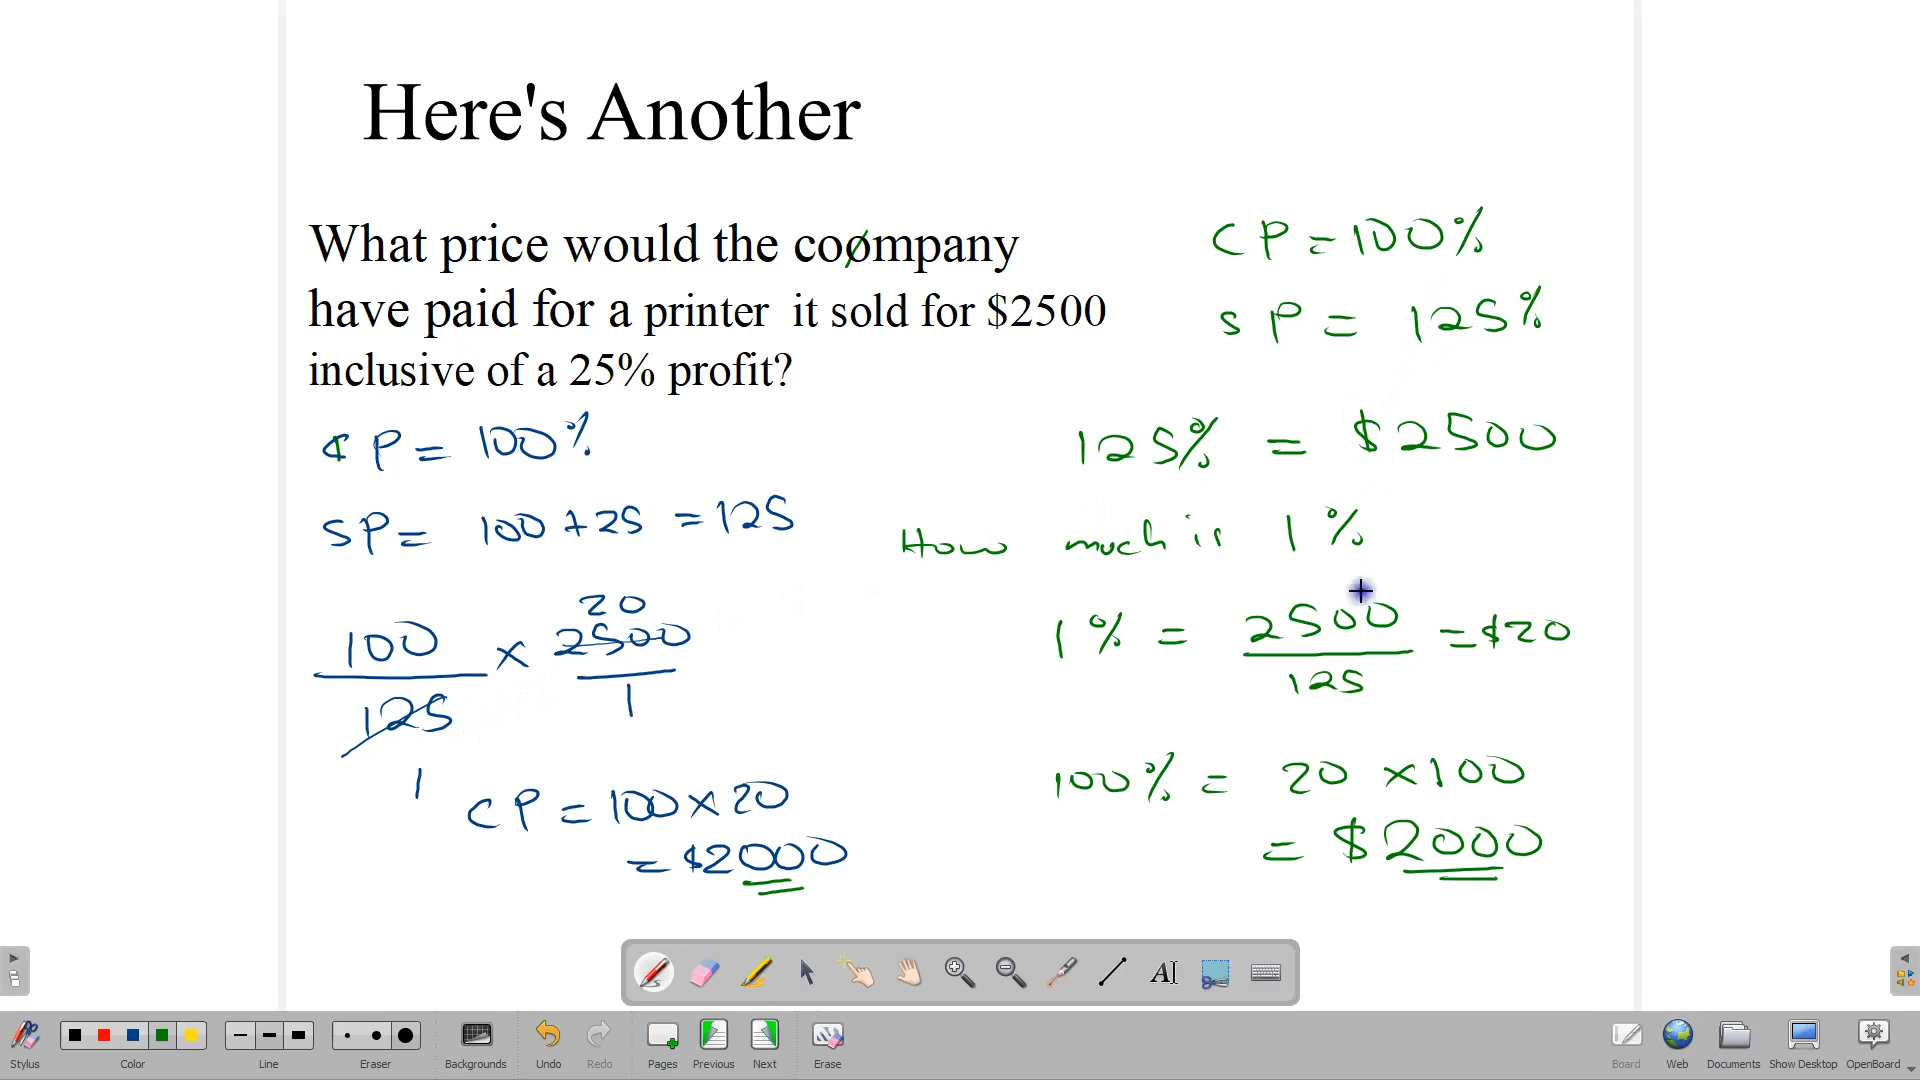 Here's Another
What price would the coompany
have paid for a printer it sold for $2500
inclusive of a 25% profit?
CP = 100%
SP = 100 + 25 = 125
20
100 × 2500
125 1
1
CP = 100 × 20
= $2000
CP = 100%
SP = 125%
125% = $2500
How much is 1%
1% = 2500 = $20
125
100% = 20 × 100
= $2000
AI
Stylus
Color
Line
Eraser
Backgrounds
Undo
Redo
Pages
Previous
Next
Erase
Board
Web
Documents
Show Desktop
OpenBoard